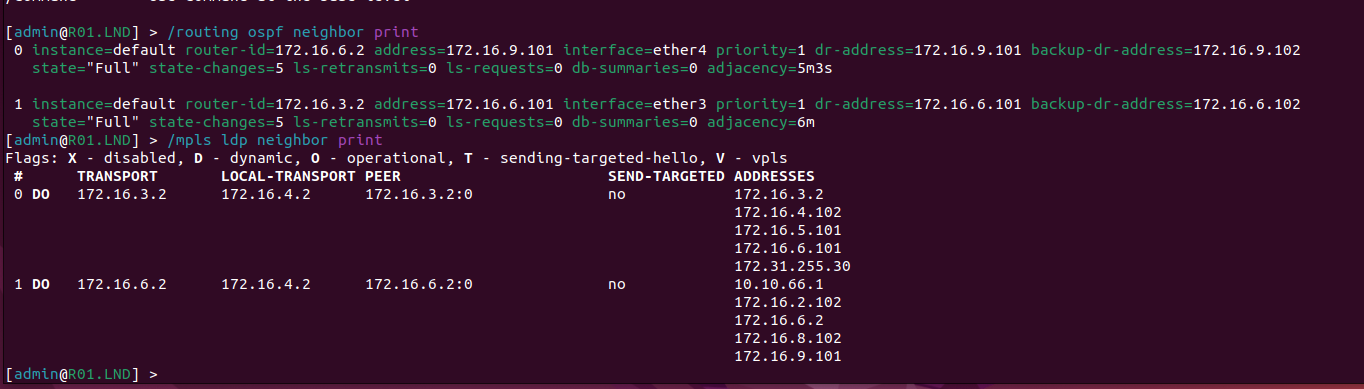 [admin@R01.LND] > /routing ospf neighbor print
 0 instance=default router-id=172.16.6.2 address=172.16.9.101 interface=ether4 priority=1 dr-address=172.16.9.101 backup-dr-address=172.16.9.102
   state="Full" state-changes=5 ls-retransmits=0 ls-requests=0 db-summaries=0 adjacency=5m3s
 1 instance=default router-id=172.16.3.2 address=172.16.6.101 interface=ether3 priority=1 dr-address=172.16.6.101 backup-dr-address=172.16.6.102
   state="Full" state-changes=5 ls-retransmits=0 ls-requests=0 db-summaries=0 adjacency=6m
[admin@R01.LND] > /mpls ldp neighbor print
Flags: X - disabled, D - dynamic, O - operational, T - sending-targeted-hello, V - vpls
 #      TRANSPORT       LOCAL-TRANSPORT PEER                       SEND-TARGETED ADDRESSES
 0 DO   172.16.3.2      172.16.4.2      172.16.3.2:0               no            172.16.3.2
                                                                                 172.16.4.102
                                                                                 172.16.5.101
                                                                                 172.16.6.101
                                                                                 172.31.255.30
 1 DO   172.16.6.2      172.16.4.2      172.16.6.2:0               no            10.10.66.1
                                                                                 172.16.2.102
                                                                                 172.16.6.2
                                                                                 172.16.8.102
                                                                                 172.16.9.101
[admin@R01.LND] >